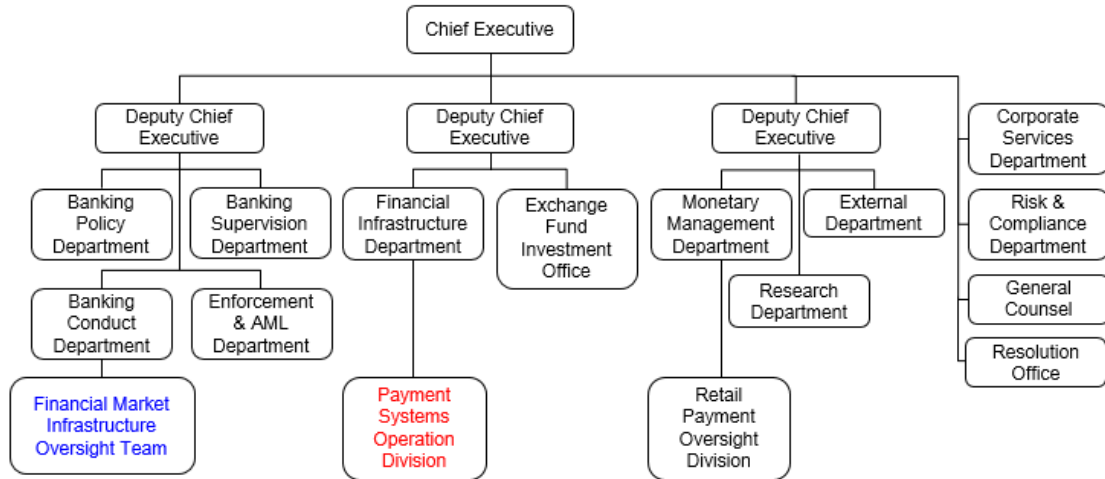 Chief Executive
Deputy Chief
Executive
Deputy Chief
Executive
Deputy Chief
Executive
Corporate
Services
Department
Banking
Policy
Department
Banking
Supervision
Department
Financial
Infrastructure
Department
Exchange
Fund
Investment
Office
Monetary
Management
Department
External
Department
Risk &
Compliance
Department
Banking
Conduct
Department
Enforcement
& AML
Department
Research
Department
General
Counsel
Resolution
Office
Financial Market
Infrastructure
Oversight Team
Payment
Systems
Operation
Division
Retail
Payment
Oversight
Division